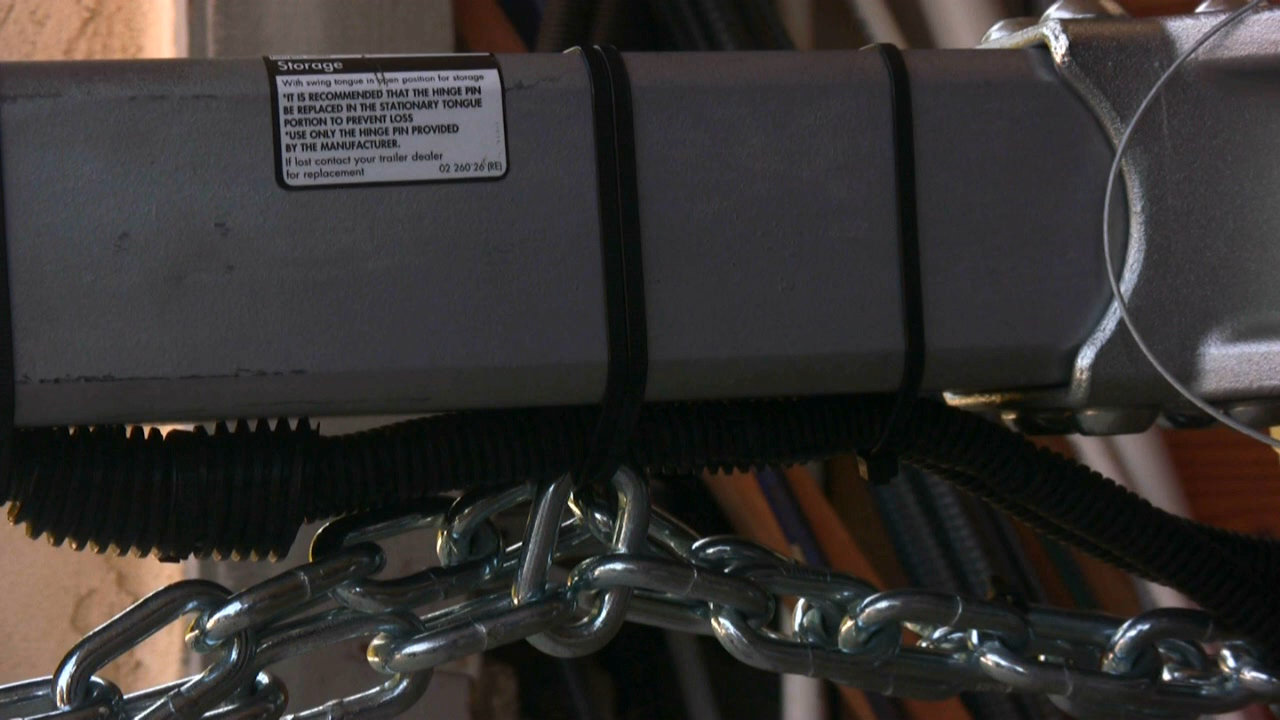 Storage
With swing tongue in open position for storage
*IT IS RECOMMENDED THAT THE HINGE PIN
BE REPLACED IN THE STATIONARY TONGUE
PORTION TO PREVENT LOSS
*USE ONLY THE HINGE PIN PROVIDED
BY THE MANUFACTURER.
If lost contact your trailer dealer
for replacement 02 260 26 (RE)